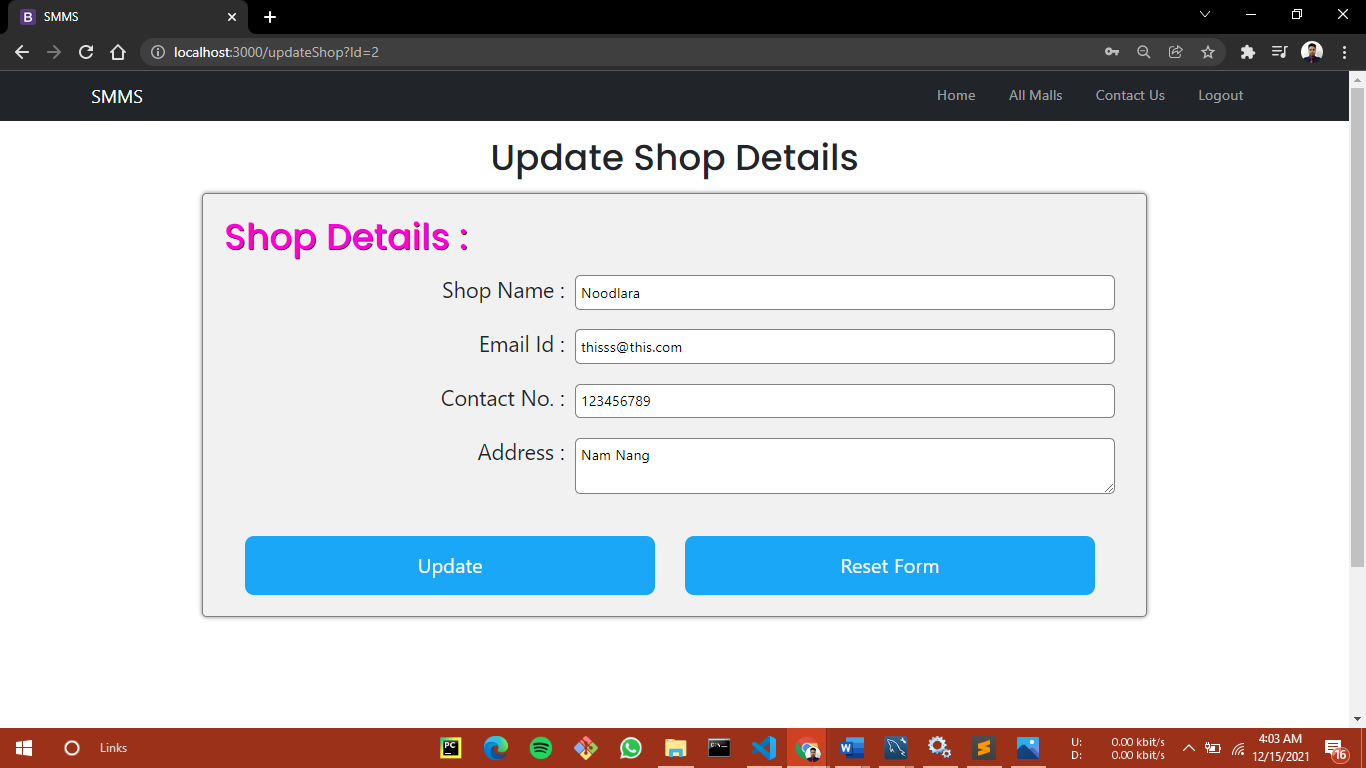 B SMMS
localhost:3000/updateShop?Id=2
SMMS Home All Malls Contact Us Logout
Update Shop Details
Shop Details :
Shop Name : Noodlara
Email Id : thisss@this.com
Contact No. : 123456789
Address : Nam Nang
Update Reset Form
Links PC U: 0.00 kbit/s 4:03 AM
D: 0.00 kbit/s 12/15/2021 16